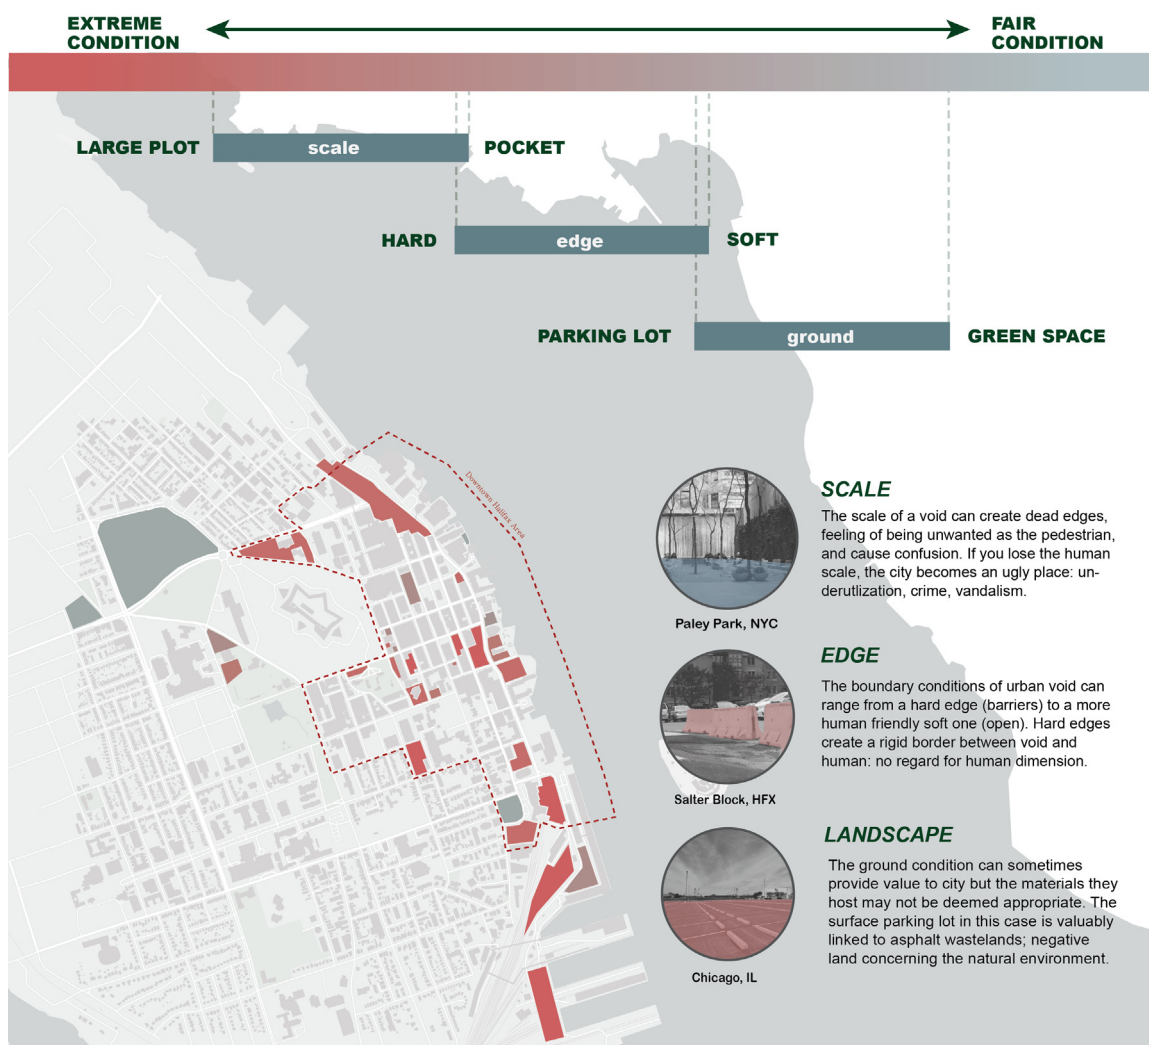 EXTREME
CONDITION
FAIR
CONDITION
LARGE PLOT
scale
POCKET
HARD
edge
SOFT
PARKING LOT
ground
GREEN SPACE
Downtown Halifax Area
Paley Park, NYC
SCALE
The scale of a void can create dead edges,
feeling of being unwanted as the pedestrian,
and cause confusion. If you lose the human
scale, the city becomes an ugly place: un-
derutlization, crime, vandalism.
Salter Block, HFX
EDGE
The boundary conditions of urban void can
range from a hard edge (barriers) to a more
human friendly soft one (open). Hard edges
create a rigid border between void and
human: no regard for human dimension.
Chicago, IL
LANDSCAPE
The ground condition can sometimes
provide value to city but the materials they
host may not be deemed appropriate. The
surface parking lot in this case is valuably
linked to asphalt wastelands; negative
land concerning the natural environment.